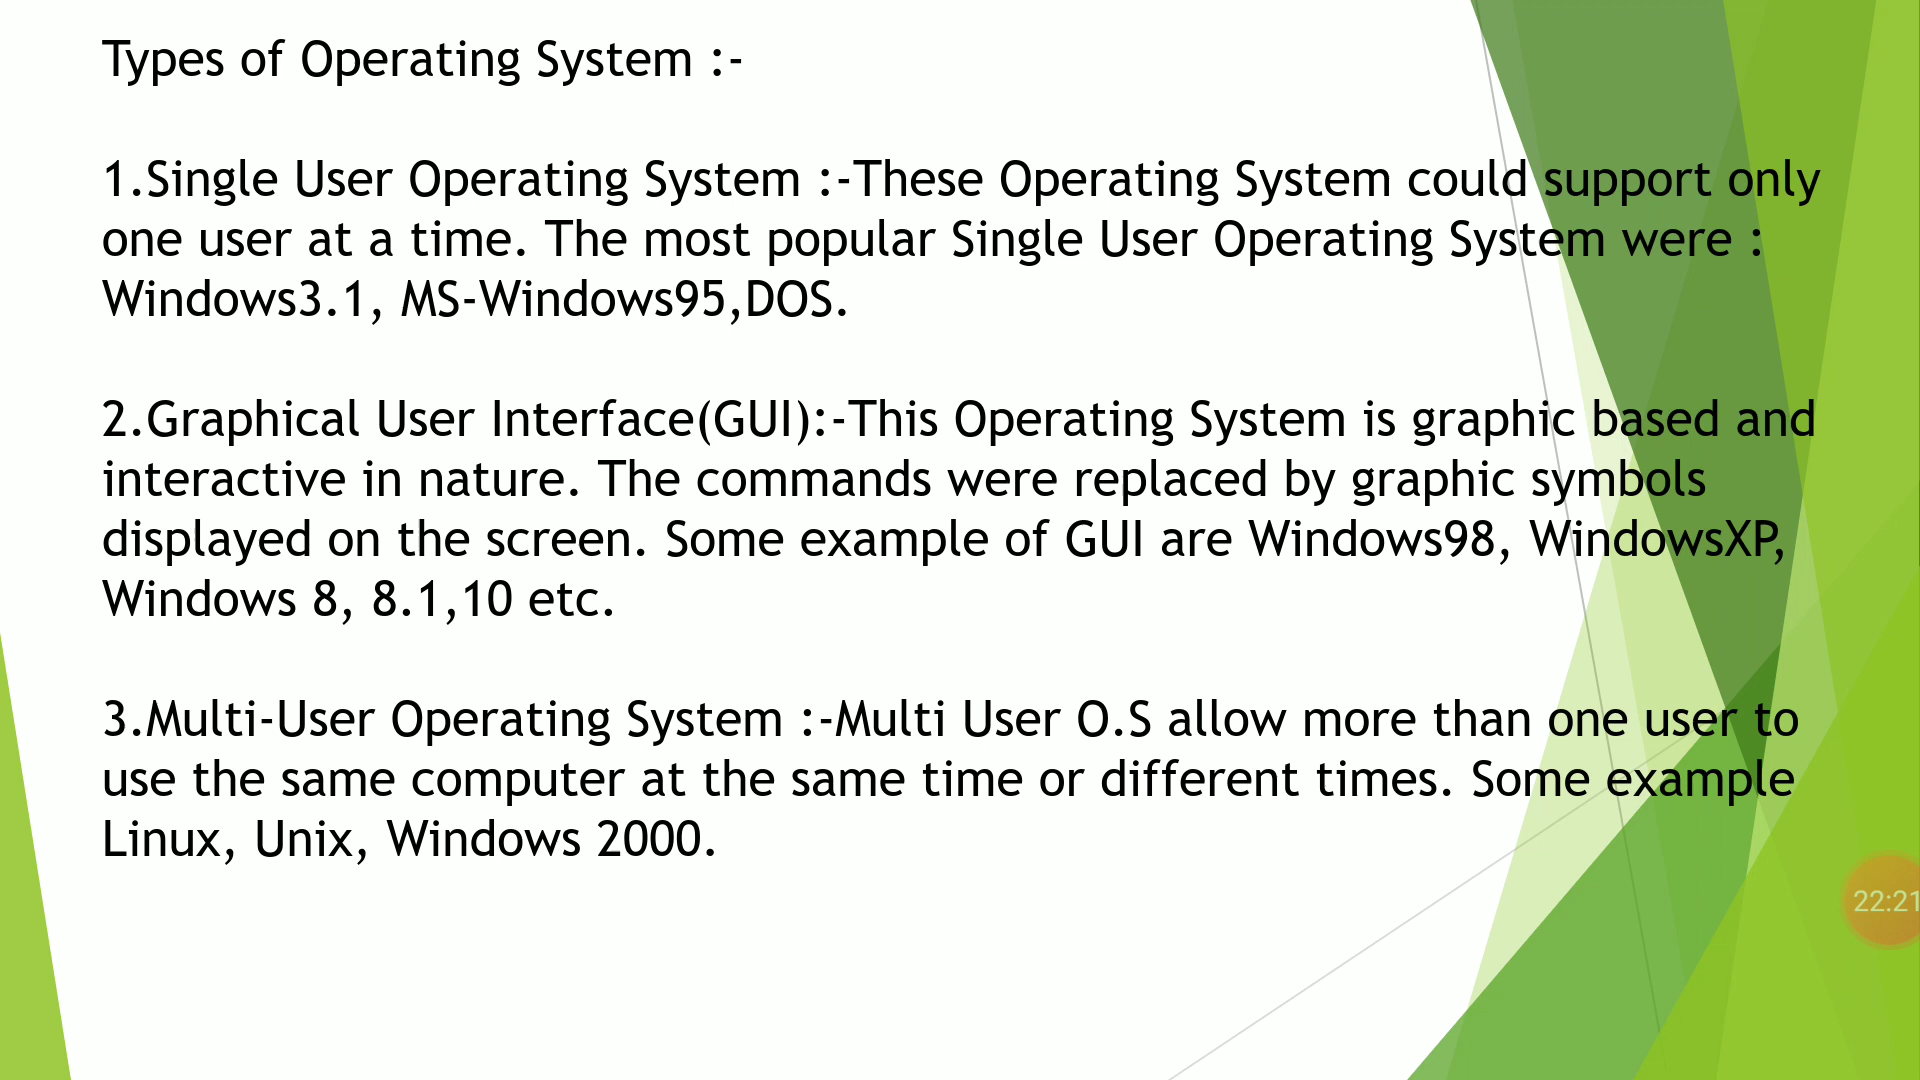 Types of Operating System :-
1.Single User Operating System :-These Operating System could support only
one user at a time. The most popular Single User Operating System were :
Windows3.1, MS-Windows95,DOS.
2.Graphical User Interface(GUI):-This Operating System is graphic based and
interactive in nature. The commands were replaced by graphic symbols
displayed on the screen. Some example of GUI are Windows98, WindowsXP,
Windows 8, 8.1,10 etc.
3.Multi-User Operating System :-Multi User O.S allow more than one user to
use the same computer at the same time or different times. Some example
Linux, Unix, Windows 2000.
22:21